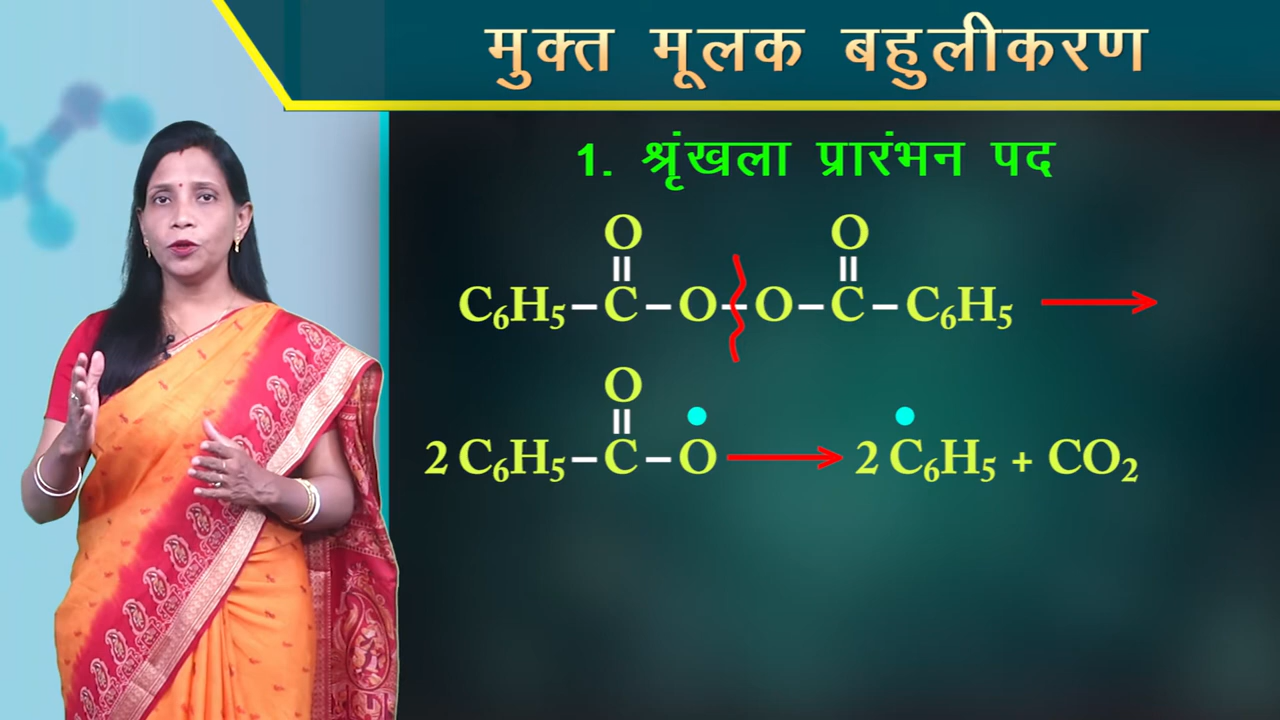 मुक्त मूलक बहुलीकरण
1. श्रृंखला प्रारंभन पद
O O
|| ||
C₆H₅–C–O–O–C–C₆H₅ →
O
|| • •
2 C₆H₅–C–O → 2 C₆H₅ + CO₂